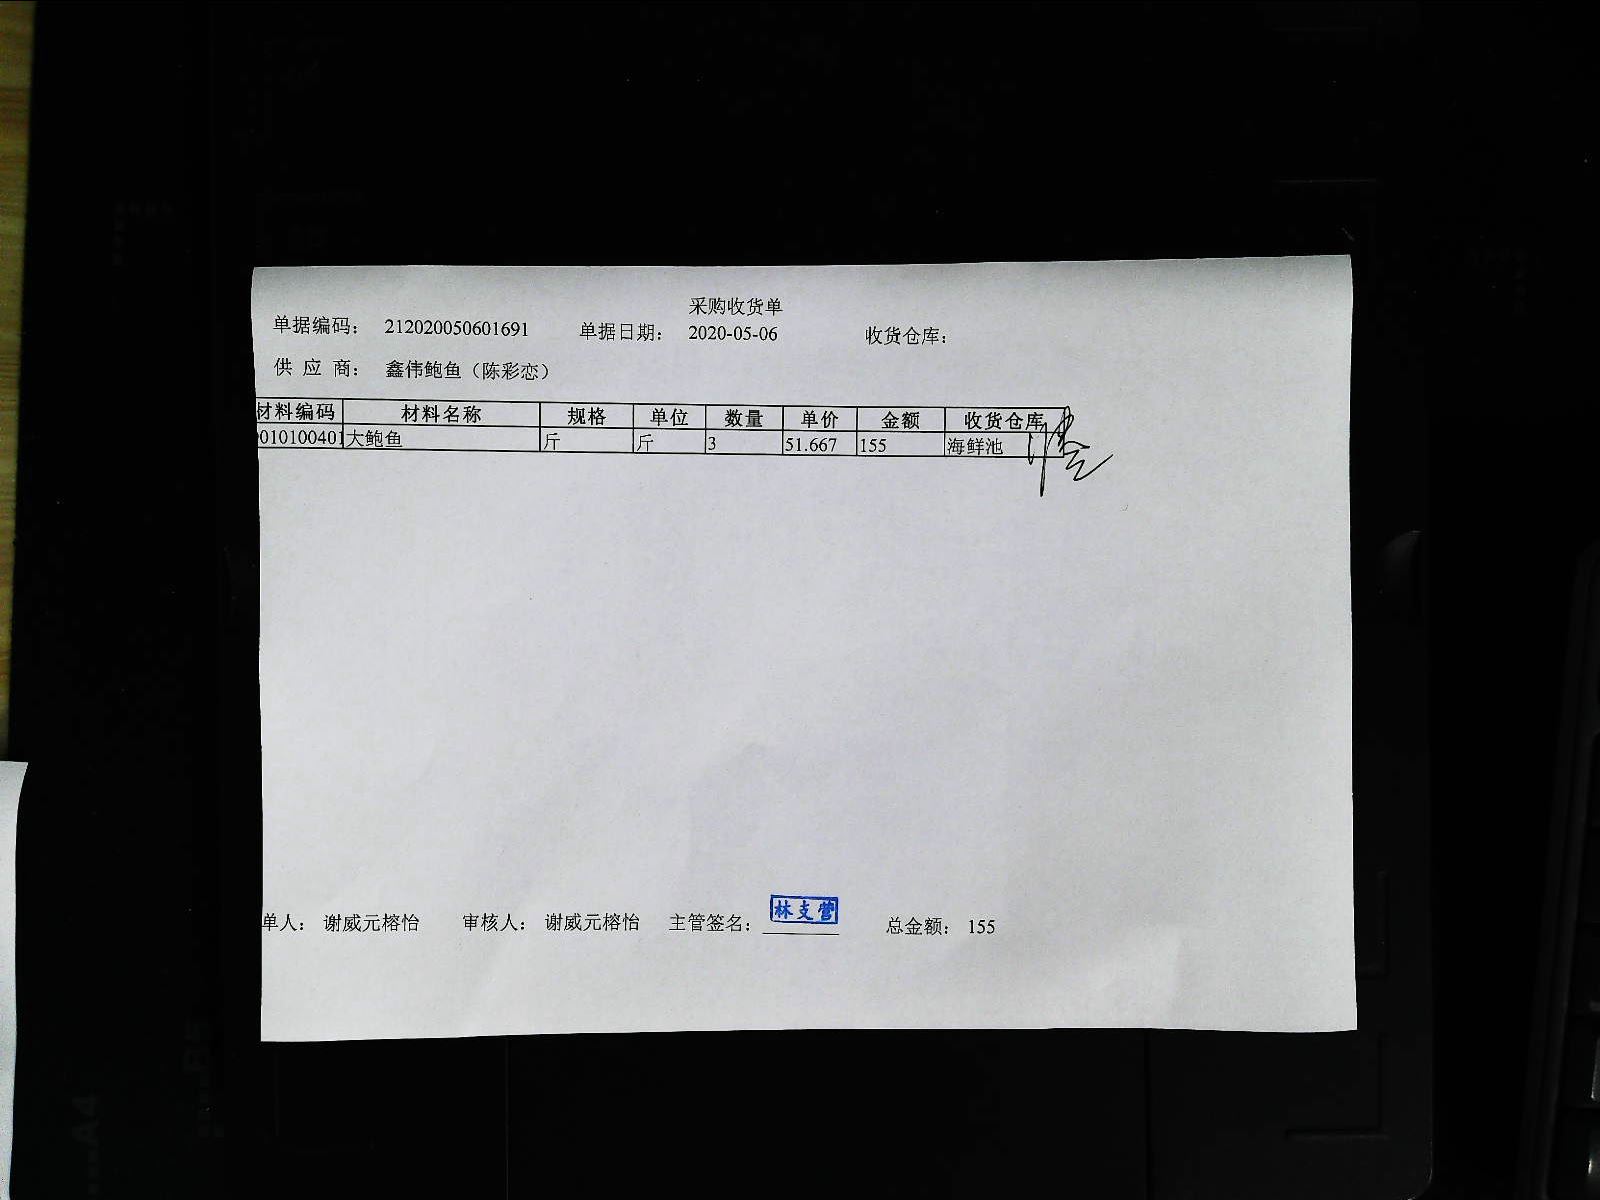 采购收货单
单据编码： 212020050601691 单据日期： 2020-05-06 收货仓库：
供 应 商： 鑫伟鲍鱼（陈彩恋）
材料编码 材料名称 规格 单位 数量 单价 金额 收货仓库
010100401 大鲍鱼 斤 斤 3 51.667 155 海鲜池
单人： 谢威元榕怡 审核人： 谢威元榕怡 主管签名： 林支营 总金额： 155
A4